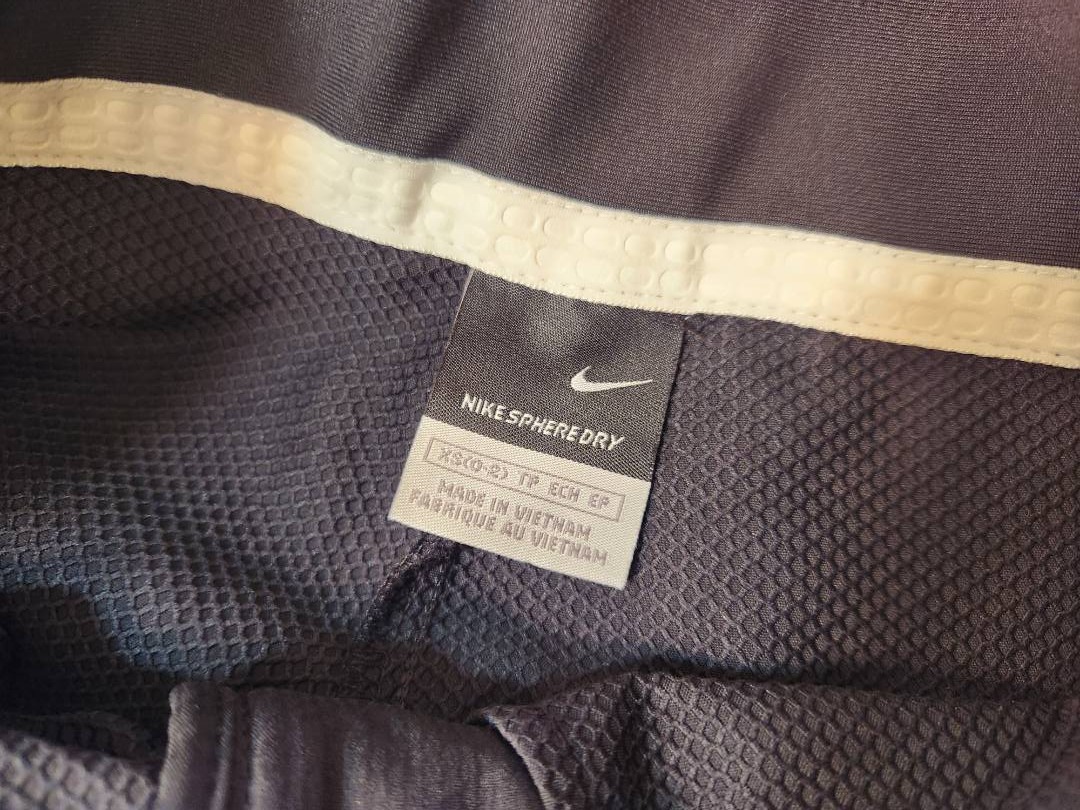 NIKE SPHERE DRY
XS(0-2) TP ECH EP
MADE IN VIETNAM
FABRIQUE AU VIETNAM